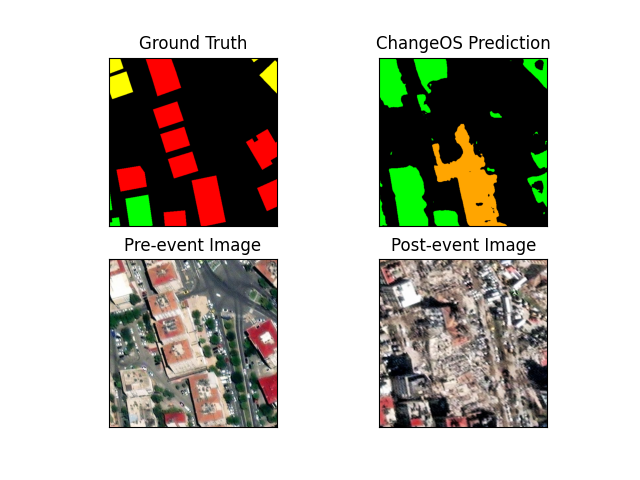 Ground Truth
ChangeOS Prediction
Pre-event Image
Post-event Image